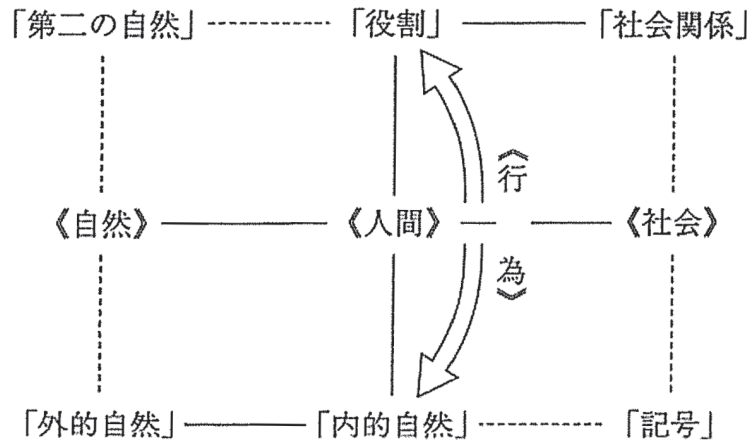 「第二の自然」 「役割」 「社会関係」
《行
《自然》 《人間》 《社会》
為》
「外的自然」 「内的自然」 「記号」